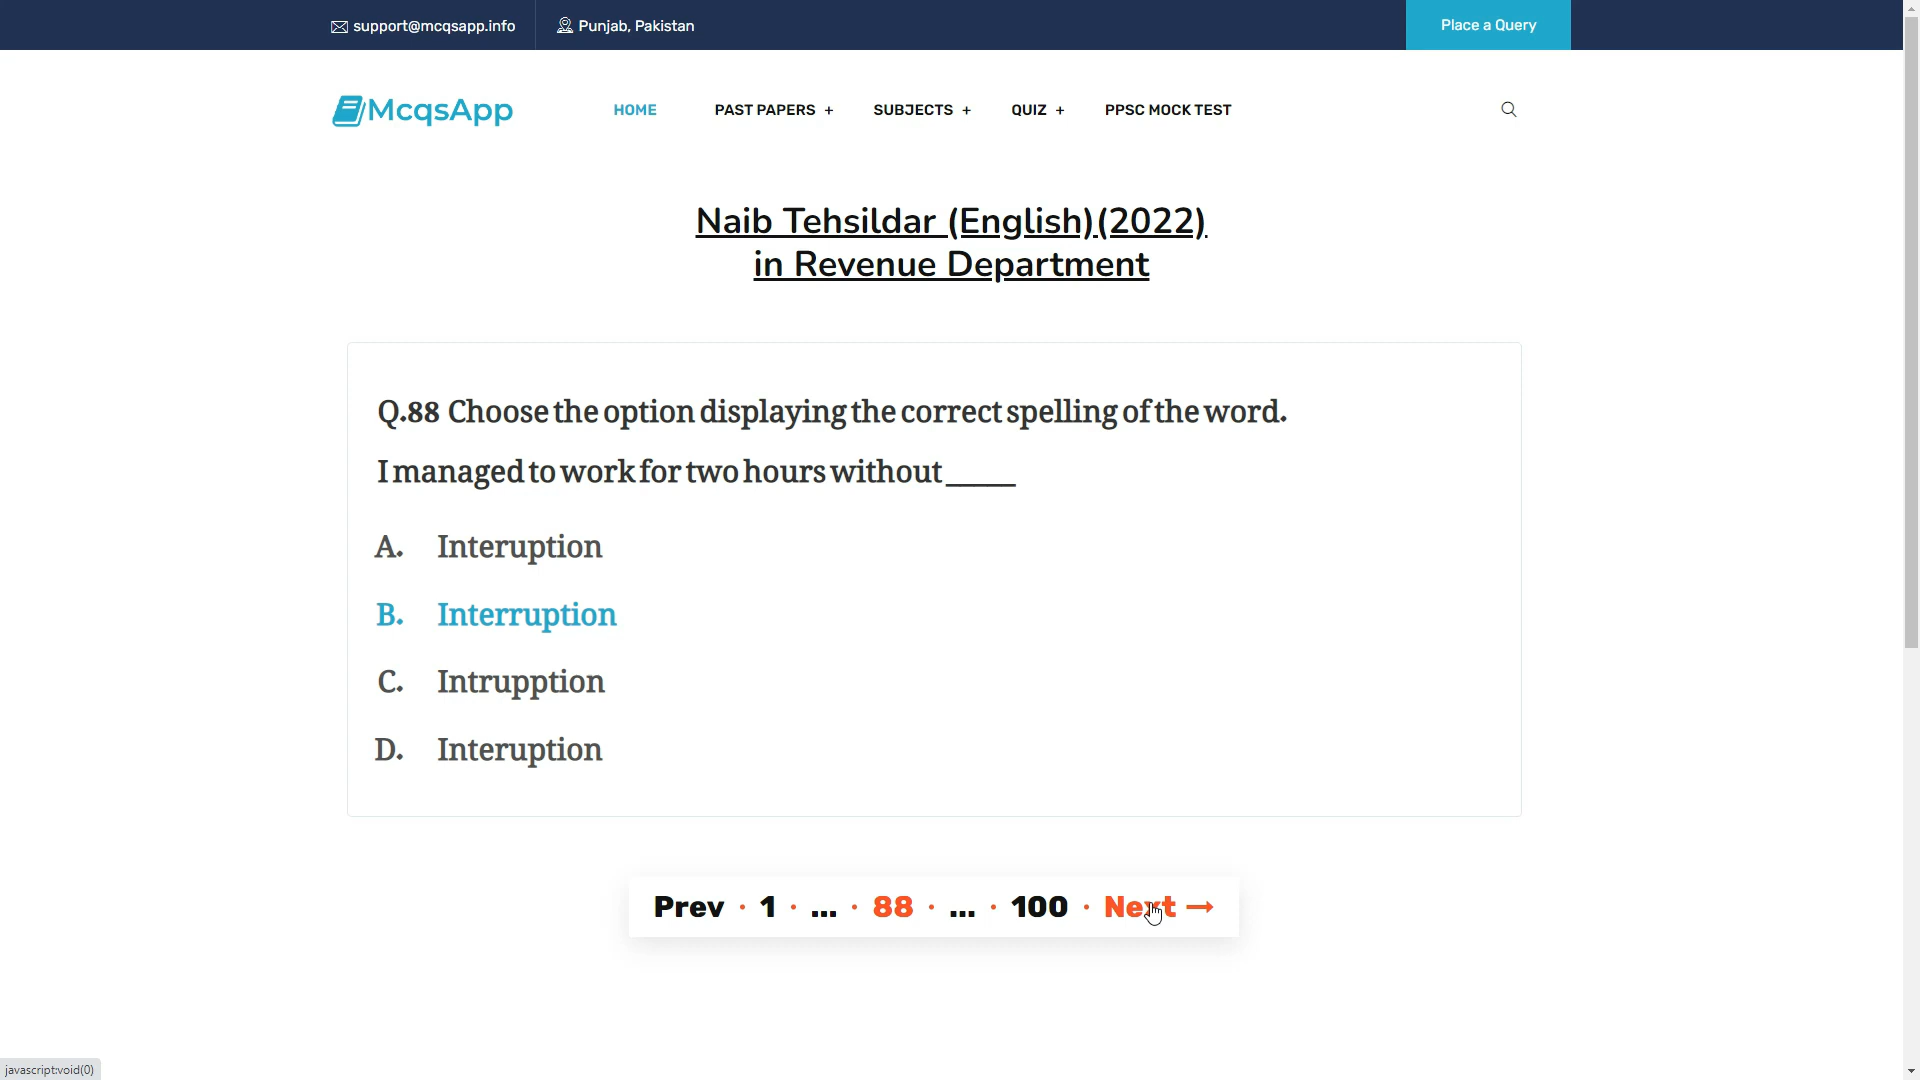 support@mcqsapp.info
Punjab, Pakistan
Place a Query
McqsApp
HOME
PAST PAPERS +
SUBJECTS +
QUIZ +
PPSC MOCK TEST
Naib Tehsildar (English)(2022)
in Revenue Department
Q.88 Choose the option displaying the correct spelling of the word.
I managed to work for two hours without ______
A. Interuption
B. Interruption
C. Intrupption
D. Interuption
Prev · 1 · ... · 88 · ... · 100 · Next →
javascript:void(0)